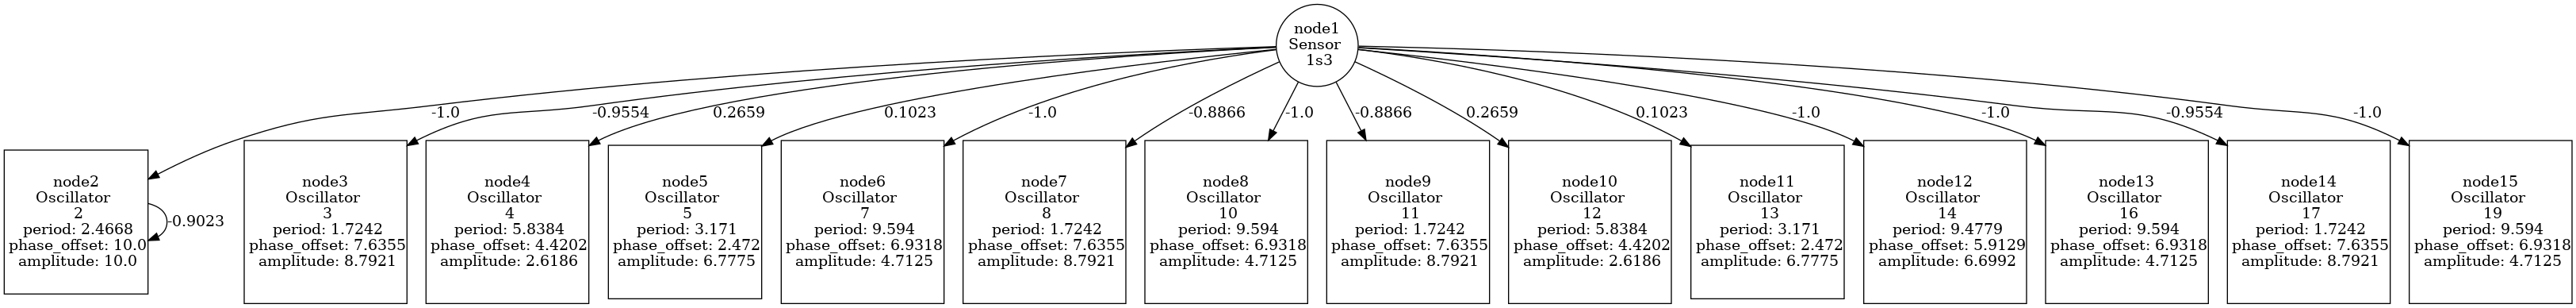 node1
Sensor
1s3
-1.0
-0.9554
0.2659
0.1023
-1.0
-0.8866
-1.0
-0.8866
0.2659
0.1023
-1.0
-1.0
-0.9554
-1.0
node2
Oscillator
2
period: 2.4668
phase_offset: 10.0
amplitude: 10.0
-0.9023
node3
Oscillator
3
period: 1.7242
phase_offset: 7.6355
amplitude: 8.7921
node4
Oscillator
4
period: 5.8384
phase_offset: 4.4202
amplitude: 2.6186
node5
Oscillator
5
period: 3.171
phase_offset: 2.472
amplitude: 6.7775
node6
Oscillator
7
period: 9.594
phase_offset: 6.9318
amplitude: 4.7125
node7
Oscillator
8
period: 1.7242
phase_offset: 7.6355
amplitude: 8.7921
node8
Oscillator
10
period: 9.594
phase_offset: 6.9318
amplitude: 4.7125
node9
Oscillator
11
period: 1.7242
phase_offset: 7.6355
amplitude: 8.7921
node10
Oscillator
12
period: 5.8384
phase_offset: 4.4202
amplitude: 2.6186
node11
Oscillator
13
period: 3.171
phase_offset: 2.472
amplitude: 6.7775
node12
Oscillator
14
period: 9.4779
phase_offset: 5.9129
amplitude: 6.6992
node13
Oscillator
16
period: 9.594
phase_offset: 6.9318
amplitude: 4.7125
node14
Oscillator
17
period: 1.7242
phase_offset: 7.6355
amplitude: 8.7921
node15
Oscillator
19
period: 9.594
phase_offset: 6.9318
amplitude: 4.7125